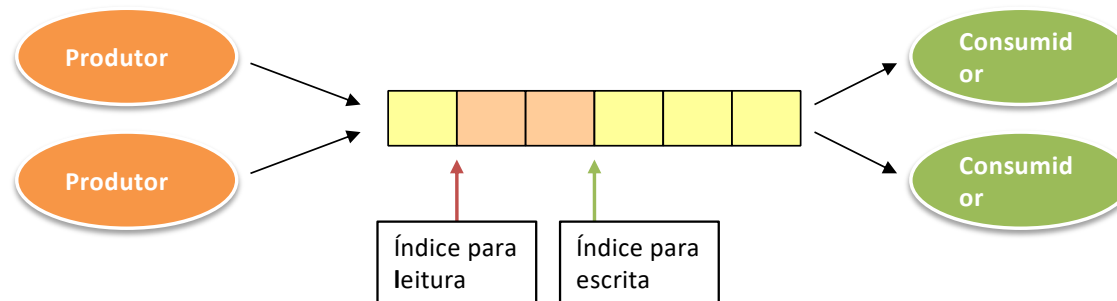 Produtor
Consumid
or
Produtor
Consumid
or
Índice para
leitura
Índice para
escrita